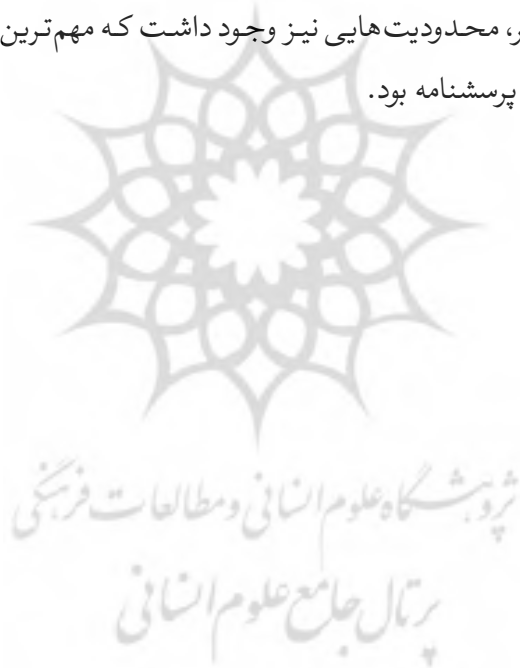 ر، محدودیت‌هایی نیز وجود داشت که مهم‌ترین
پرسشنامه بود.
پژوهشگاه علوم انسانی و مطالعات فرهنگی
پرتال جامع علوم انسانی